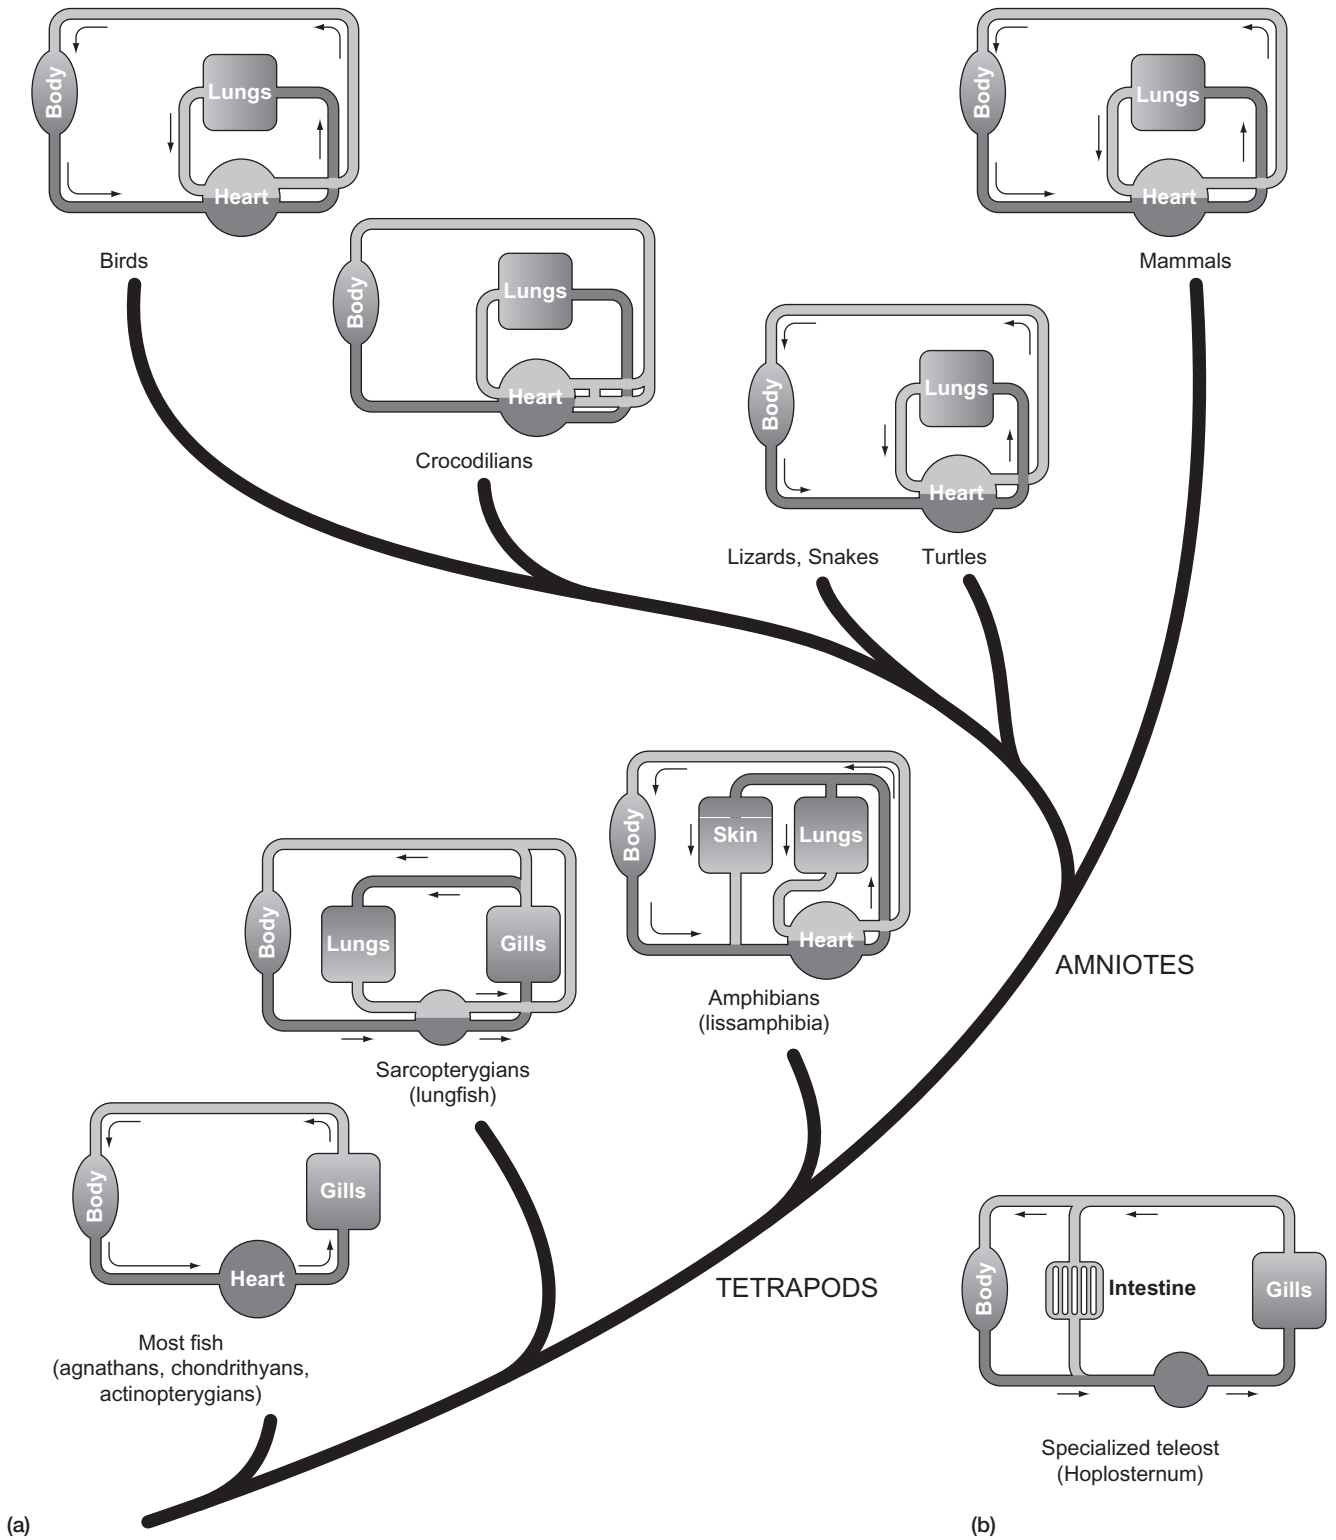 Body
Lungs
Heart
Birds
Body
Lungs
Heart
Mammals
Body
Lungs
Heart
Crocodilians
Body
Lungs
Heart
Lizards, Snakes
Turtles
Body
Skin
Lungs
Heart
Amphibians
(lissamphibia)
AMNIOTES
Body
Lungs
Gills
Sarcopterygians
(lungfish)
Body
Gills
Heart
Most fish
(agnathans, chondrithyans,
actinopterygians)
TETRAPODS
Body
Intestine
Gills
Specialized teleost
(Hoplosternum)
(a)
(b)